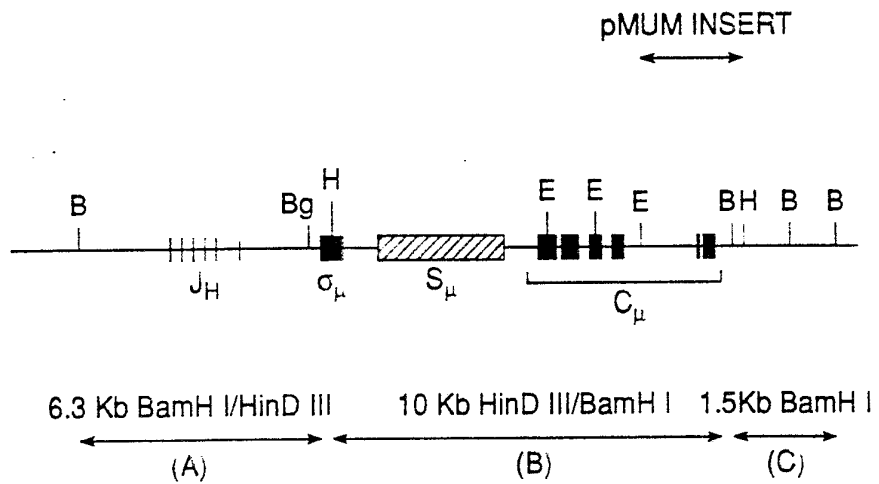 pMUM INSERT
B Bg H E E E B H B B
J_H σ_μ S_μ C_μ
6.3 Kb BamH I/HinD III 10 Kb HinD III/BamH I 1.5Kb BamH I
(A) (B) (C)